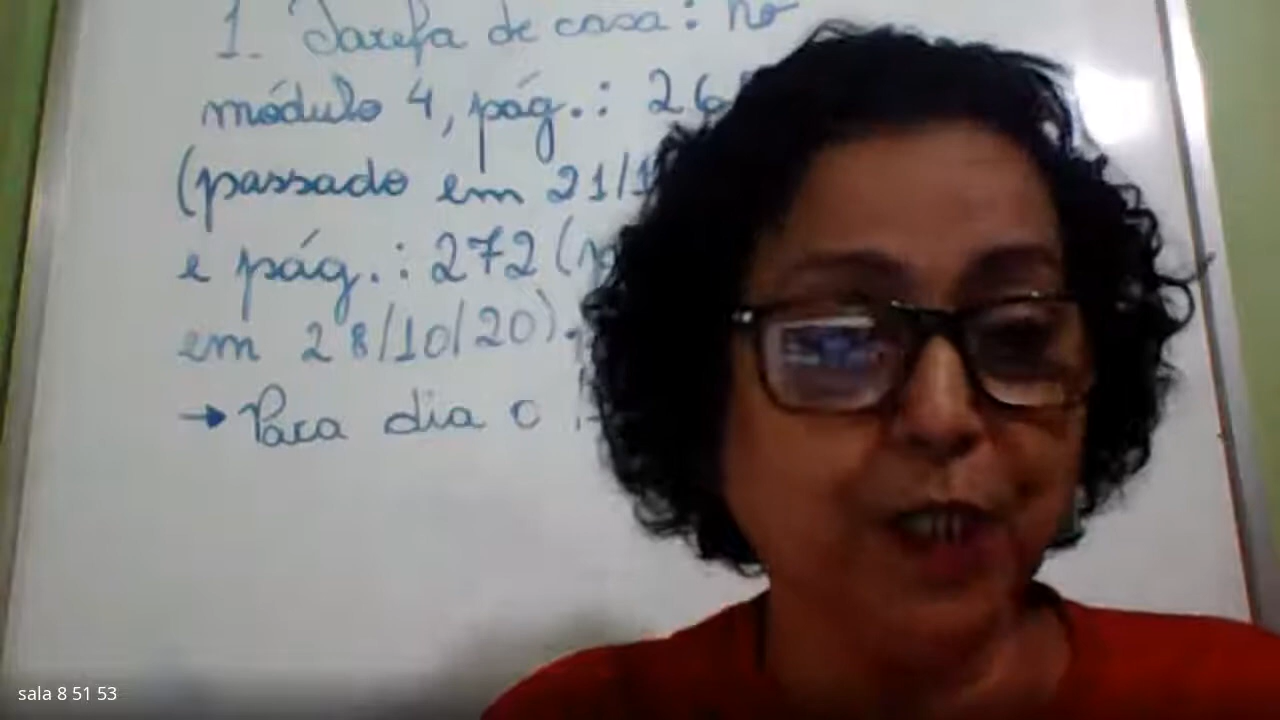 1. Tarefa de casa: no
módulo 4, pág.: 26
(passado em 21/1
e pág.: 272 (
em 28/10/20).
→ Para dia
sala 8 51 53